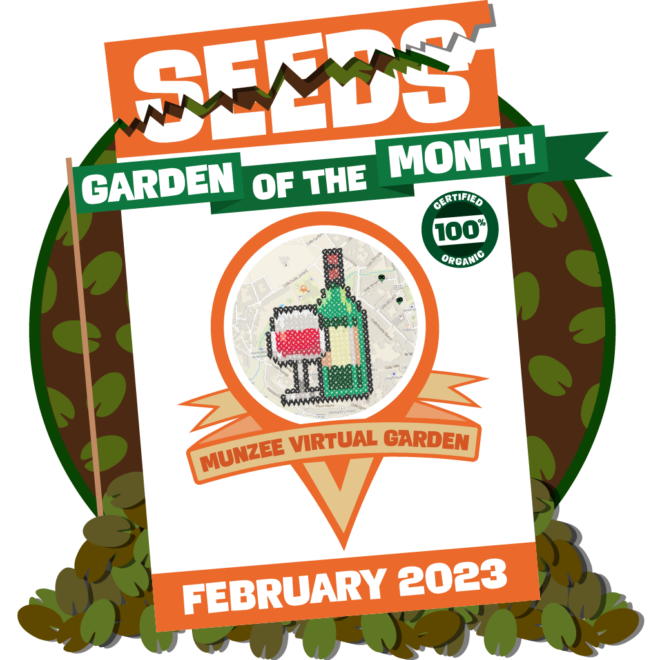 SEEDS
GARDEN OF THE MONTH
CERTIFIED
100%
ORGANIC
MUNZEE VIRTUAL GARDEN
FEBRUARY 2023